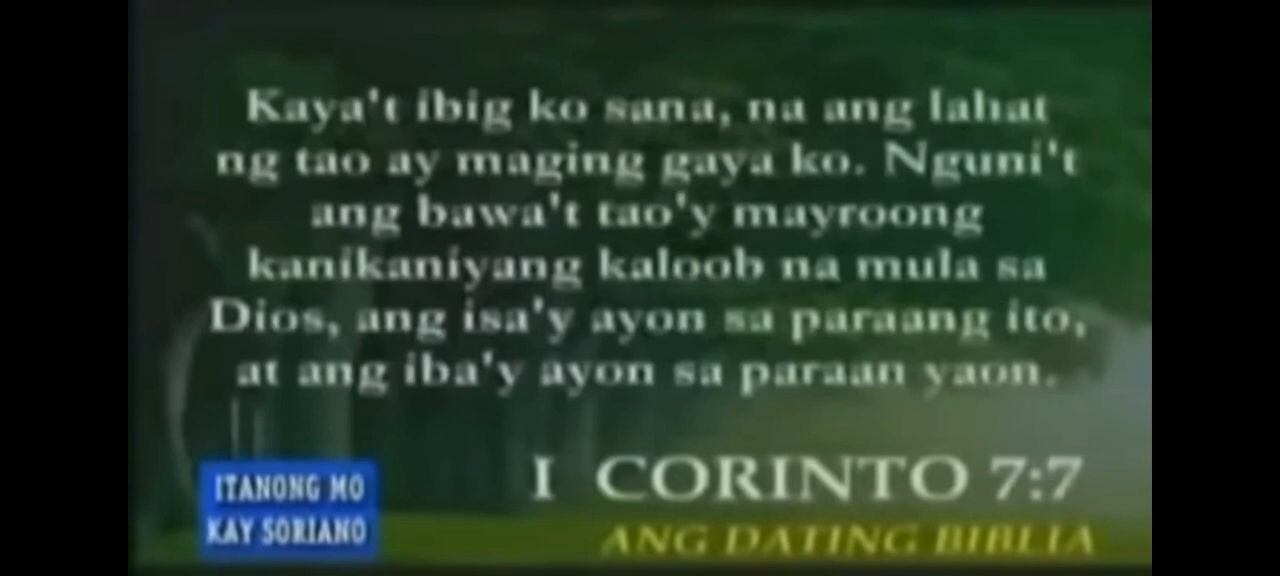 Kaya't ibig ko sana, na ang lahat
ng tao ay maging gaya ko. Nguni't
ang bawa't tao'y mayroong
kanikaniyang kaloob na mula sa
Dios, ang isa'y ayon sa paraang ito,
at ang iba'y ayon sa paraan yaon.
I CORINTO 7:7
ANG DATING BIBLIA
ITANONG MO
KAY SORIANO